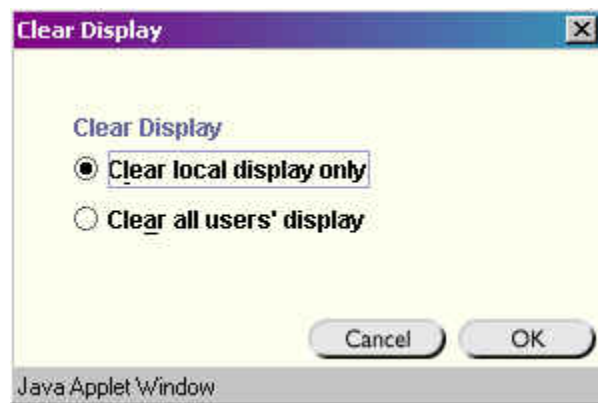 Clear Display
Clear Display
Clear local display only
Clear all users' display
Cancel OK
Java Applet Window